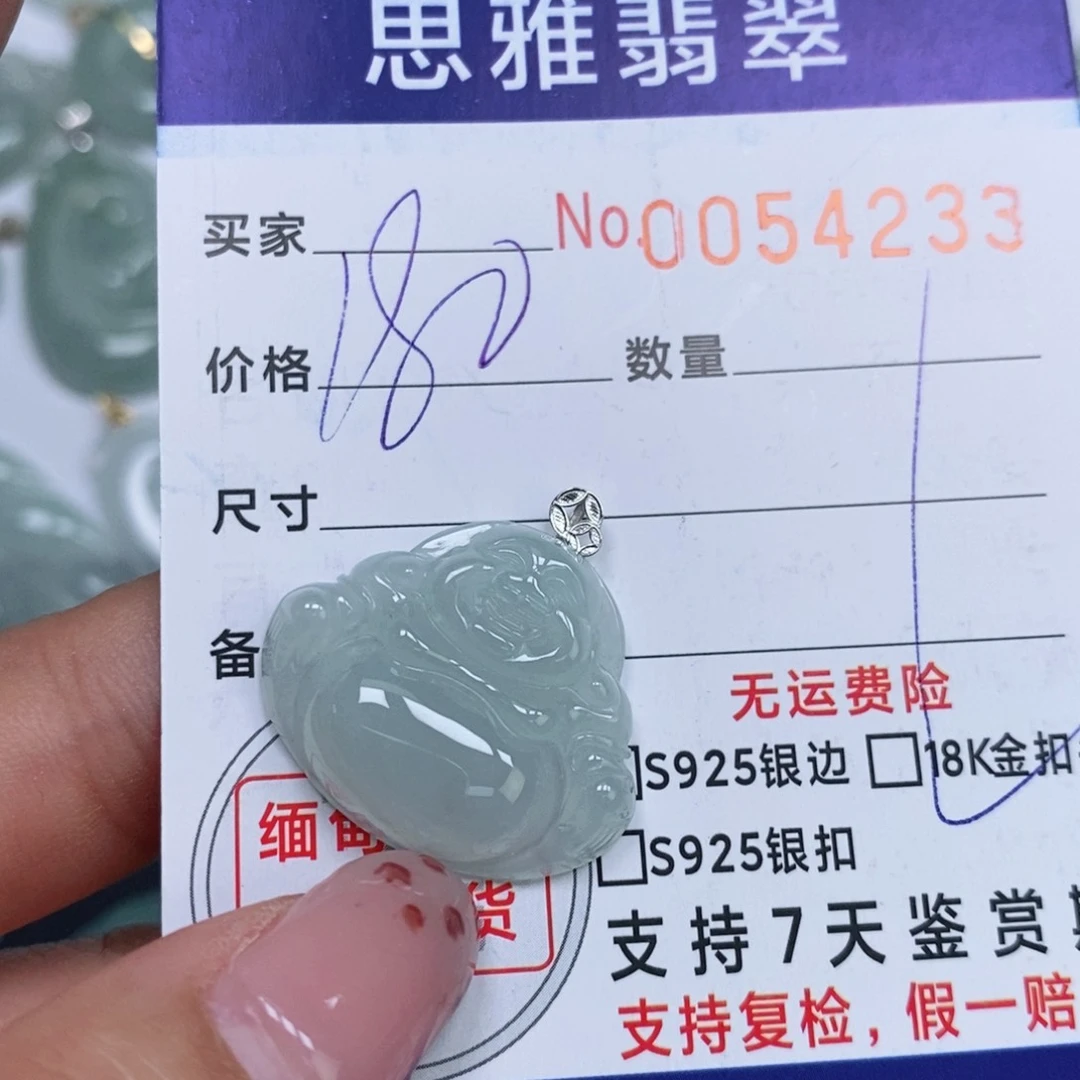 思雅翡翠
买家 No.0054233
价格 180 数量
尺寸
备
无运费险
S925银边 □18K金扣
□S925银扣
缅甸
货
支持7天鉴赏
支持复检，假一赔